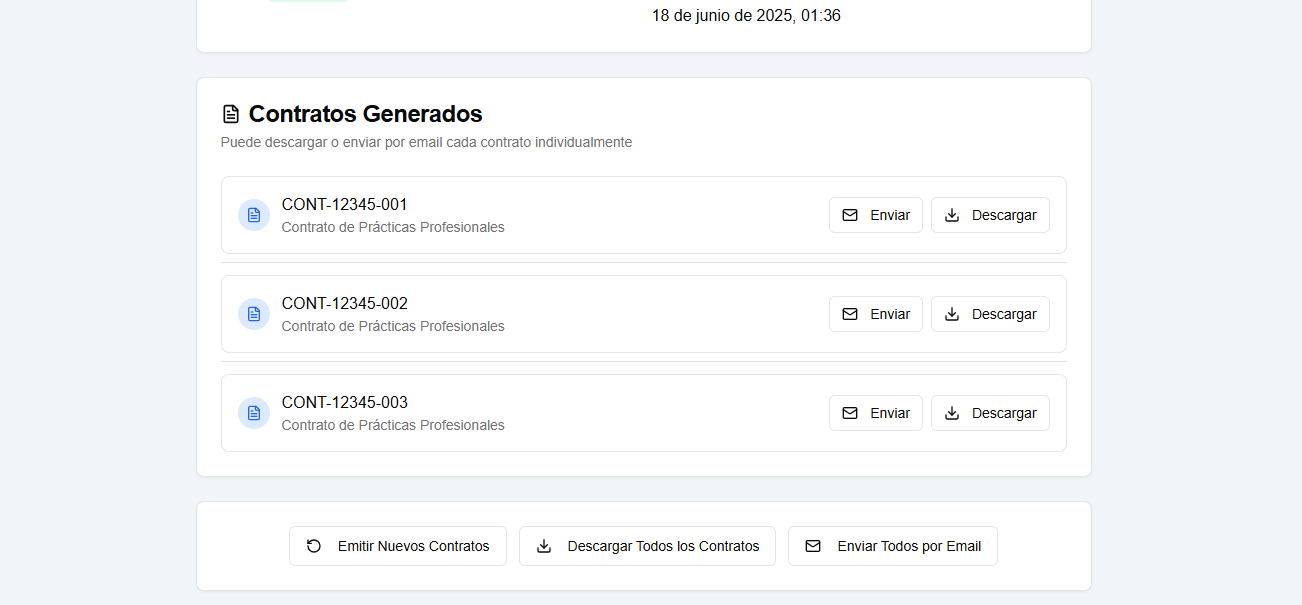 18 de junio de 2025, 01:36
Contratos Generados
Puede descargar o enviar por email cada contrato individualmente
CONT-12345-001
Contrato de Prácticas Profesionales
Enviar
Descargar
CONT-12345-002
Contrato de Prácticas Profesionales
Enviar
Descargar
CONT-12345-003
Contrato de Prácticas Profesionales
Enviar
Descargar
Emitir Nuevos Contratos
Descargar Todos los Contratos
Enviar Todos por Email